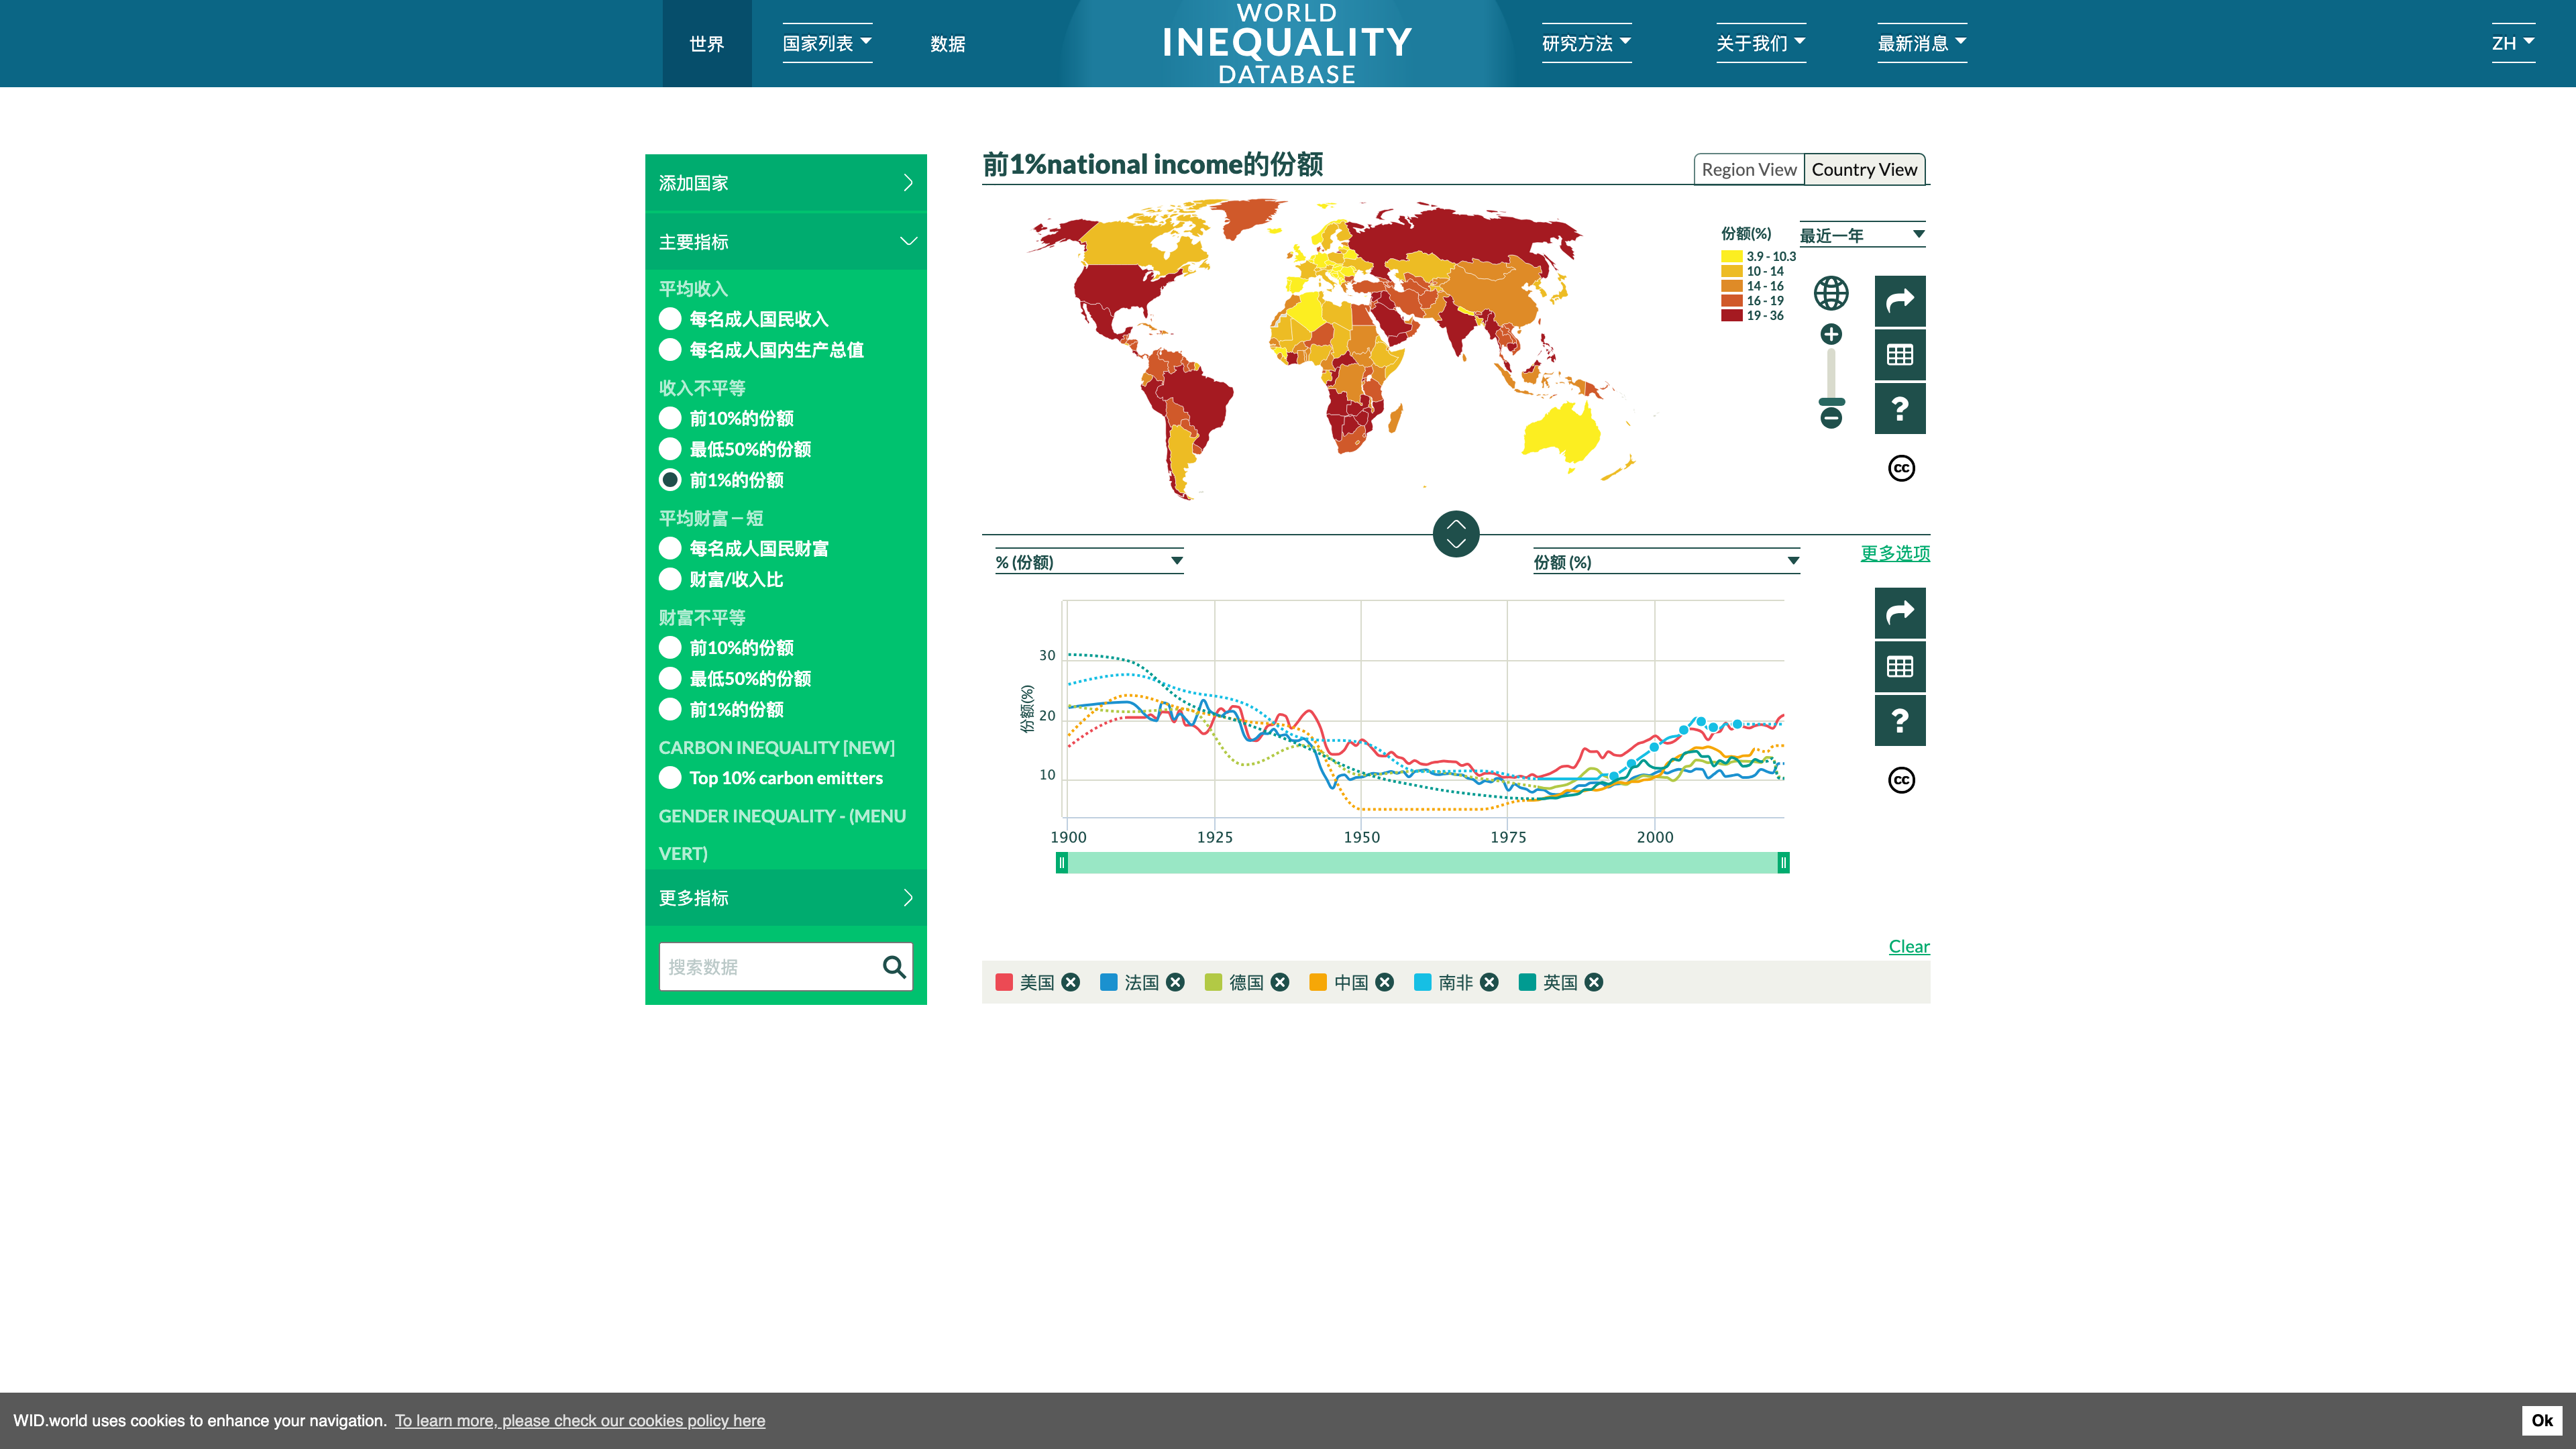 世界
国家列表
数据
WORLD
INEQUALITY
DATABASE
研究方法
关于我们
最新消息
ZH
添加国家
主要指标
平均收入
每名成人国民收入
每名成人国内生产总值
收入不平等
前10%的份额
最低50%的份额
前1%的份额
平均财富－短
每名成人国民财富
财富/收入比
财富不平等
前10%的份额
最低50%的份额
前1%的份额
CARBON INEQUALITY [NEW]
Top 10% carbon emitters
GENDER INEQUALITY - (MENU
VERT)
更多指标
搜索数据
前1%national income的份额
Region View
Country View
份额(%)
3.9 - 10.3
10 - 14
14 - 16
16 - 19
19 - 36
最近一年
?
cc
% (份额)
份额 (%)
更多选项
30
20
10
份额(%)
1900
1925
1950
1975
2000
?
cc
Clear
美国
法国
德国
中国
南非
英国
WID.world uses cookies to enhance your navigation. To learn more, please check our cookies policy here
Ok